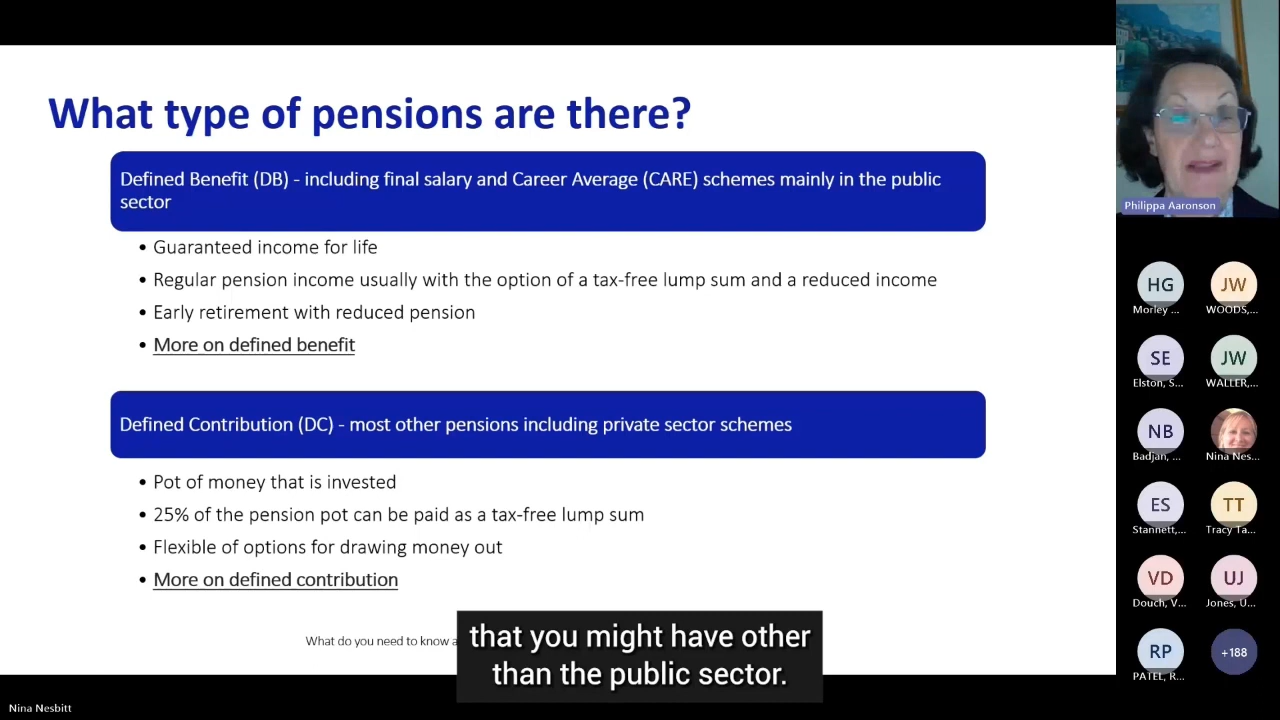 What type of pensions are there?
Defined Benefit (DB) - including final salary and Career Average (CARE) schemes mainly in the public
sector
• Guaranteed income for life
• Regular pension income usually with the option of a tax-free lump sum and a reduced income
• Early retirement with reduced pension
• More on defined benefit
Defined Contribution (DC) - most other pensions including private sector schemes
• Pot of money that is invested
• 25% of the pension pot can be paid as a tax-free lump sum
• Flexible of options for drawing money out
• More on defined contribution
What do you need to know a
that you might have other
than the public sector.
Nina Nesbitt
Philippa Aaronson
HG
Morley ...
JW
WOODS,...
SE
Elston, S...
JW
WALLER,...
NB
Badjan, ...
Nina Nes...
ES
Stannett,...
TT
Tracy Ta...
VD
Douch, V...
UJ
Jones, U...
RP
PATEL, R...
+188